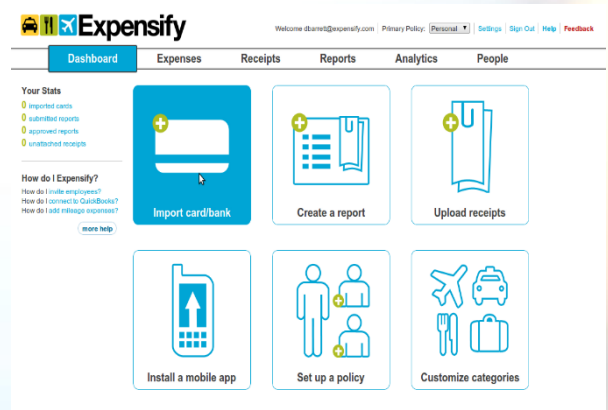 Expensify
Welcome dbarrett@expensify.com Primary Policy: Personal Settings Sign Out Help Feedback
Dashboard Expenses Receipts Reports Analytics People
Your Stats
0 imported cards
0 submitted reports
0 approved reports
0 unattached receipts
How do I Expensify?
How do I invite employees?
How do I connect to QuickBooks?
How do I add mileage expenses?
more help
Import card/bank
Create a report
Upload receipts
Install a mobile app
Set up a policy
Customize categories